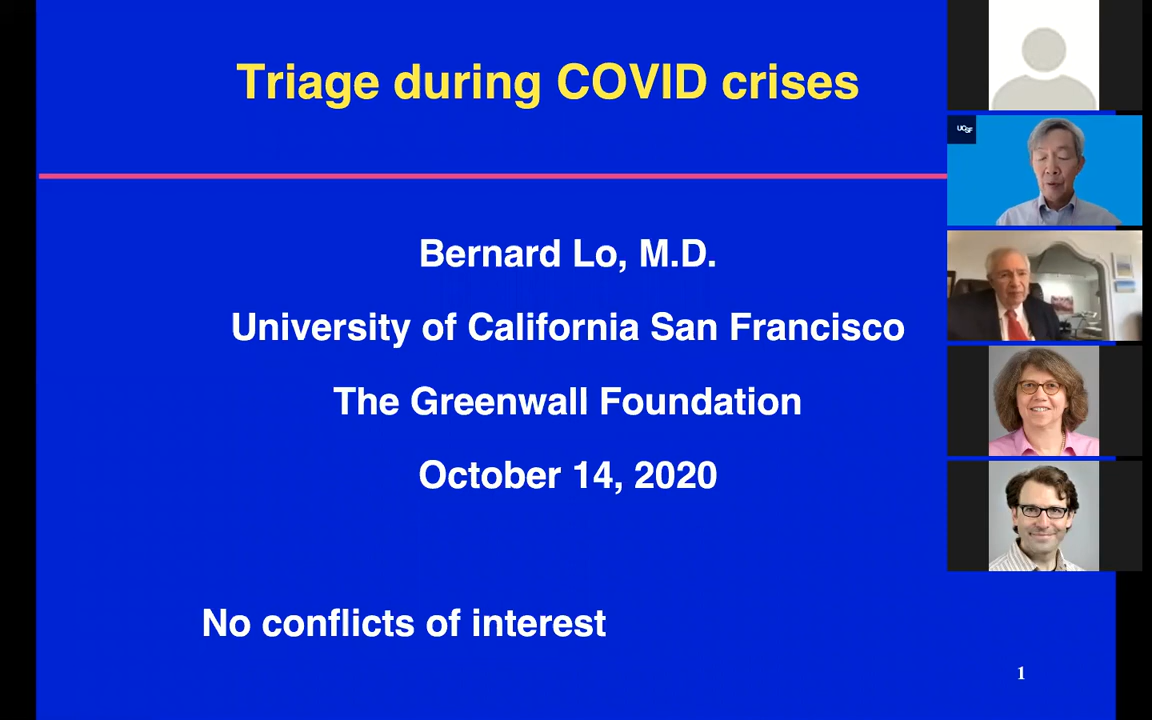 Triage during COVID crises
UCSF
Bernard Lo, M.D.
University of California San Francisco
The Greenwall Foundation
October 14, 2020
No conflicts of interest
1